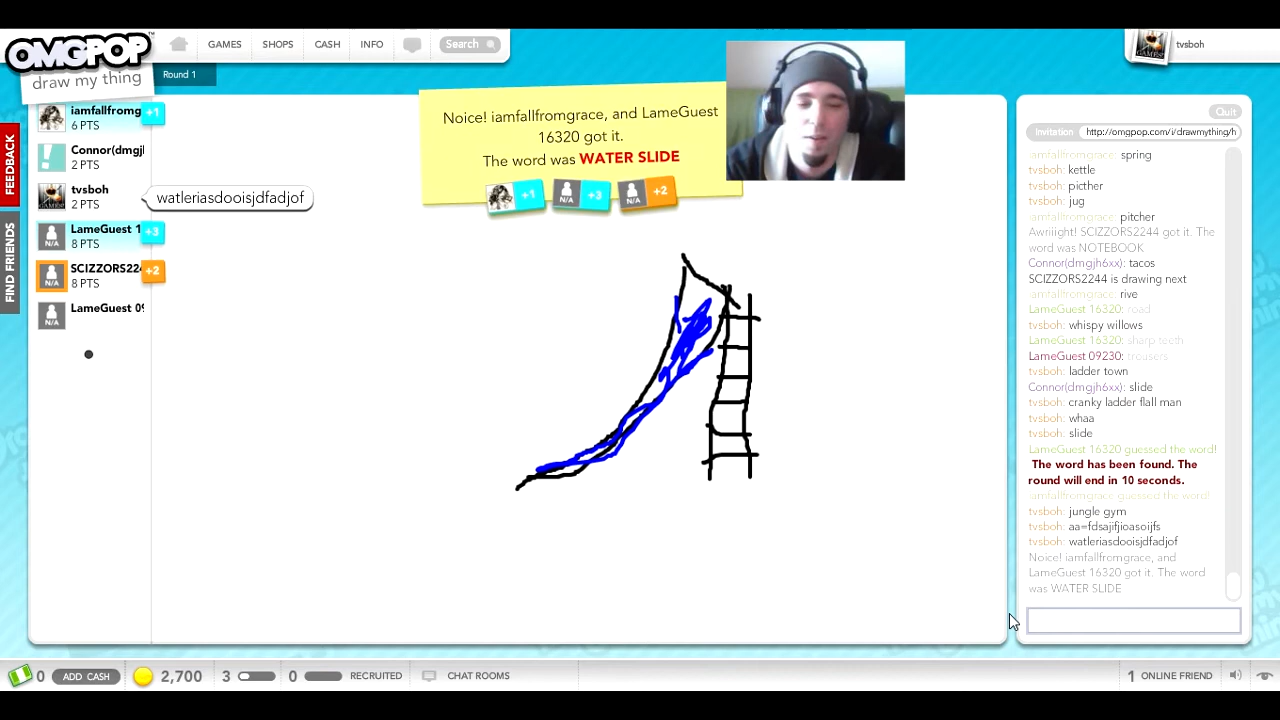 OMGPOP
draw my thing
GAMES
SHOPS
CASH
INFO
Search
tvsboh
Round 1
FEEDBACK
FIND FRIENDS
iamfallfromg
+1
6 PTS
Connor(dmgjl
2 PTS
tvsboh
2 PTS
watleriasdooisjdfadjof
LameGuest 1
+3
8 PTS
N/A
SCIZZORS224
+2
8 PTS
N/A
LameGuest 09
N/A
Noice! iamfallfromgrace, and LameGuest
16320 got it.
The word was WATER SLIDE
+1
N/A
+3
N/A
+2
Quit
Invitation
http://omgpop.com/i/drawmything/h
iamfallfromgrace: spring
tvsboh: kettle
tvsboh: picther
tvsboh: jug
iamfallfromgrace: pitcher
Awriiight! SCIZZORS2244 got it. The
word was NOTEBOOK
Connor(dmgjh6xx): tacos
SCIZZORS2244 is drawing next
iamfallfromgrace: rive
LameGuest 16320: road
tvsboh: whispy willows
LameGuest 16320: sharp teeth
LameGuest 09230: trousers
tvsboh: ladder town
Connor(dmgjh6xx): slide
tvsboh: cranky ladder flall man
tvsboh: whaa
tvsboh: slide
LameGuest 16320 guessed the word!
The word has been found. The
round will end in 10 seconds.
iamfallfromgrace guessed the word!
tvsboh: jungle gym
tvsboh: aa=fdsajifjioasoijfs
tvsboh: watleriasdooisjdfadjof
Noice! iamfallfromgrace, and
LameGuest 16320 got it. The word
was WATER SLIDE
0
ADD CASH
2,700
3
0
RECRUITED
CHAT ROOMS
1 ONLINE FRIEND